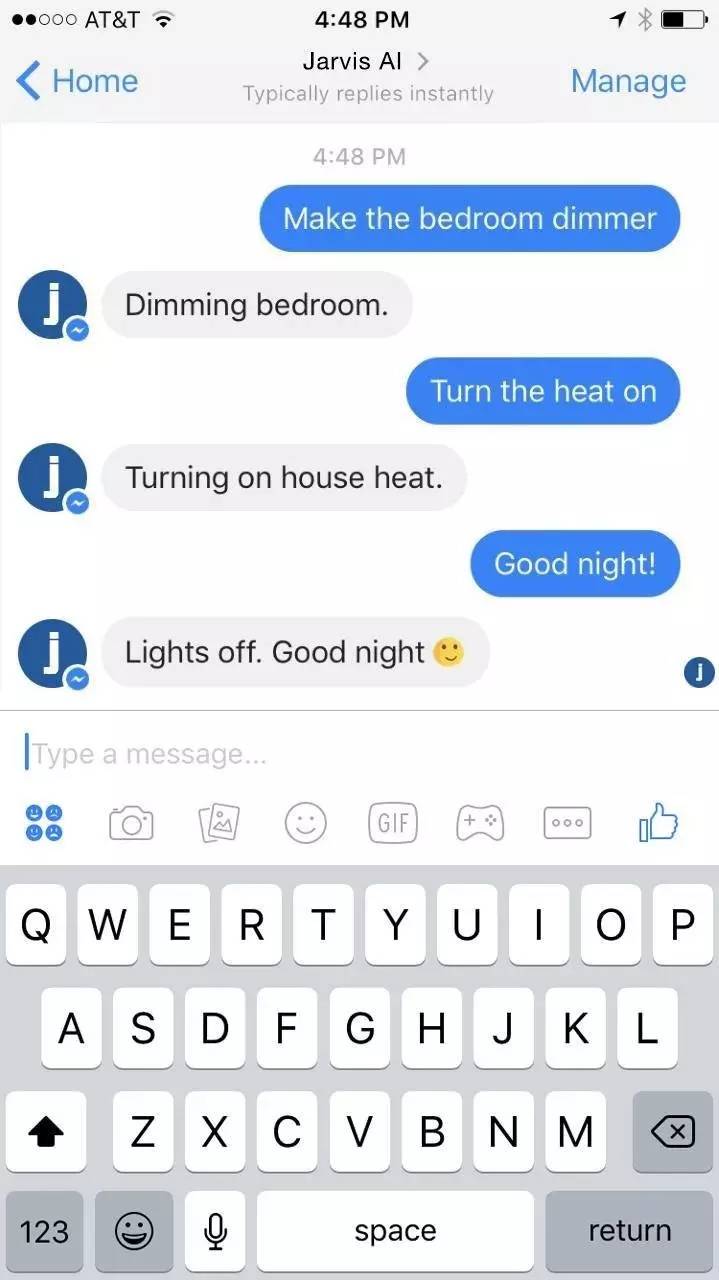 AT&T 4:48 PM
Jarvis AI
Home Typically replies instantly Manage
4:48 PM
Make the bedroom dimmer
j Dimming bedroom.
Turn the heat on
j Turning on house heat.
Good night!
j Lights off. Good night 🙂
j
Type a message...
GIF
Q W E R T Y U I O P
A S D F G H J K L
Z X C V B N M
123 space return